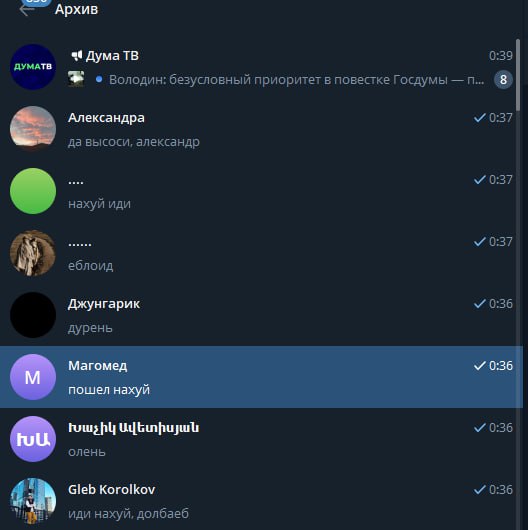 Архив
ДУМАТВ
Дума ТВ 0:39
Володин: безусловный приоритет в повестке Госдумы — п... 8
Александра 0:37
да высоси, александр
.... 0:37
нахуй иди
...... 0:37
еблоид
Джунгарик 0:36
дурень
М
Магомед 0:36
пошел нахуй
ԽԱ
Խաչիկ Ավետիսյան 0:36
олень
Gleb Korolkov 0:36
иди нахуй, долбаеб